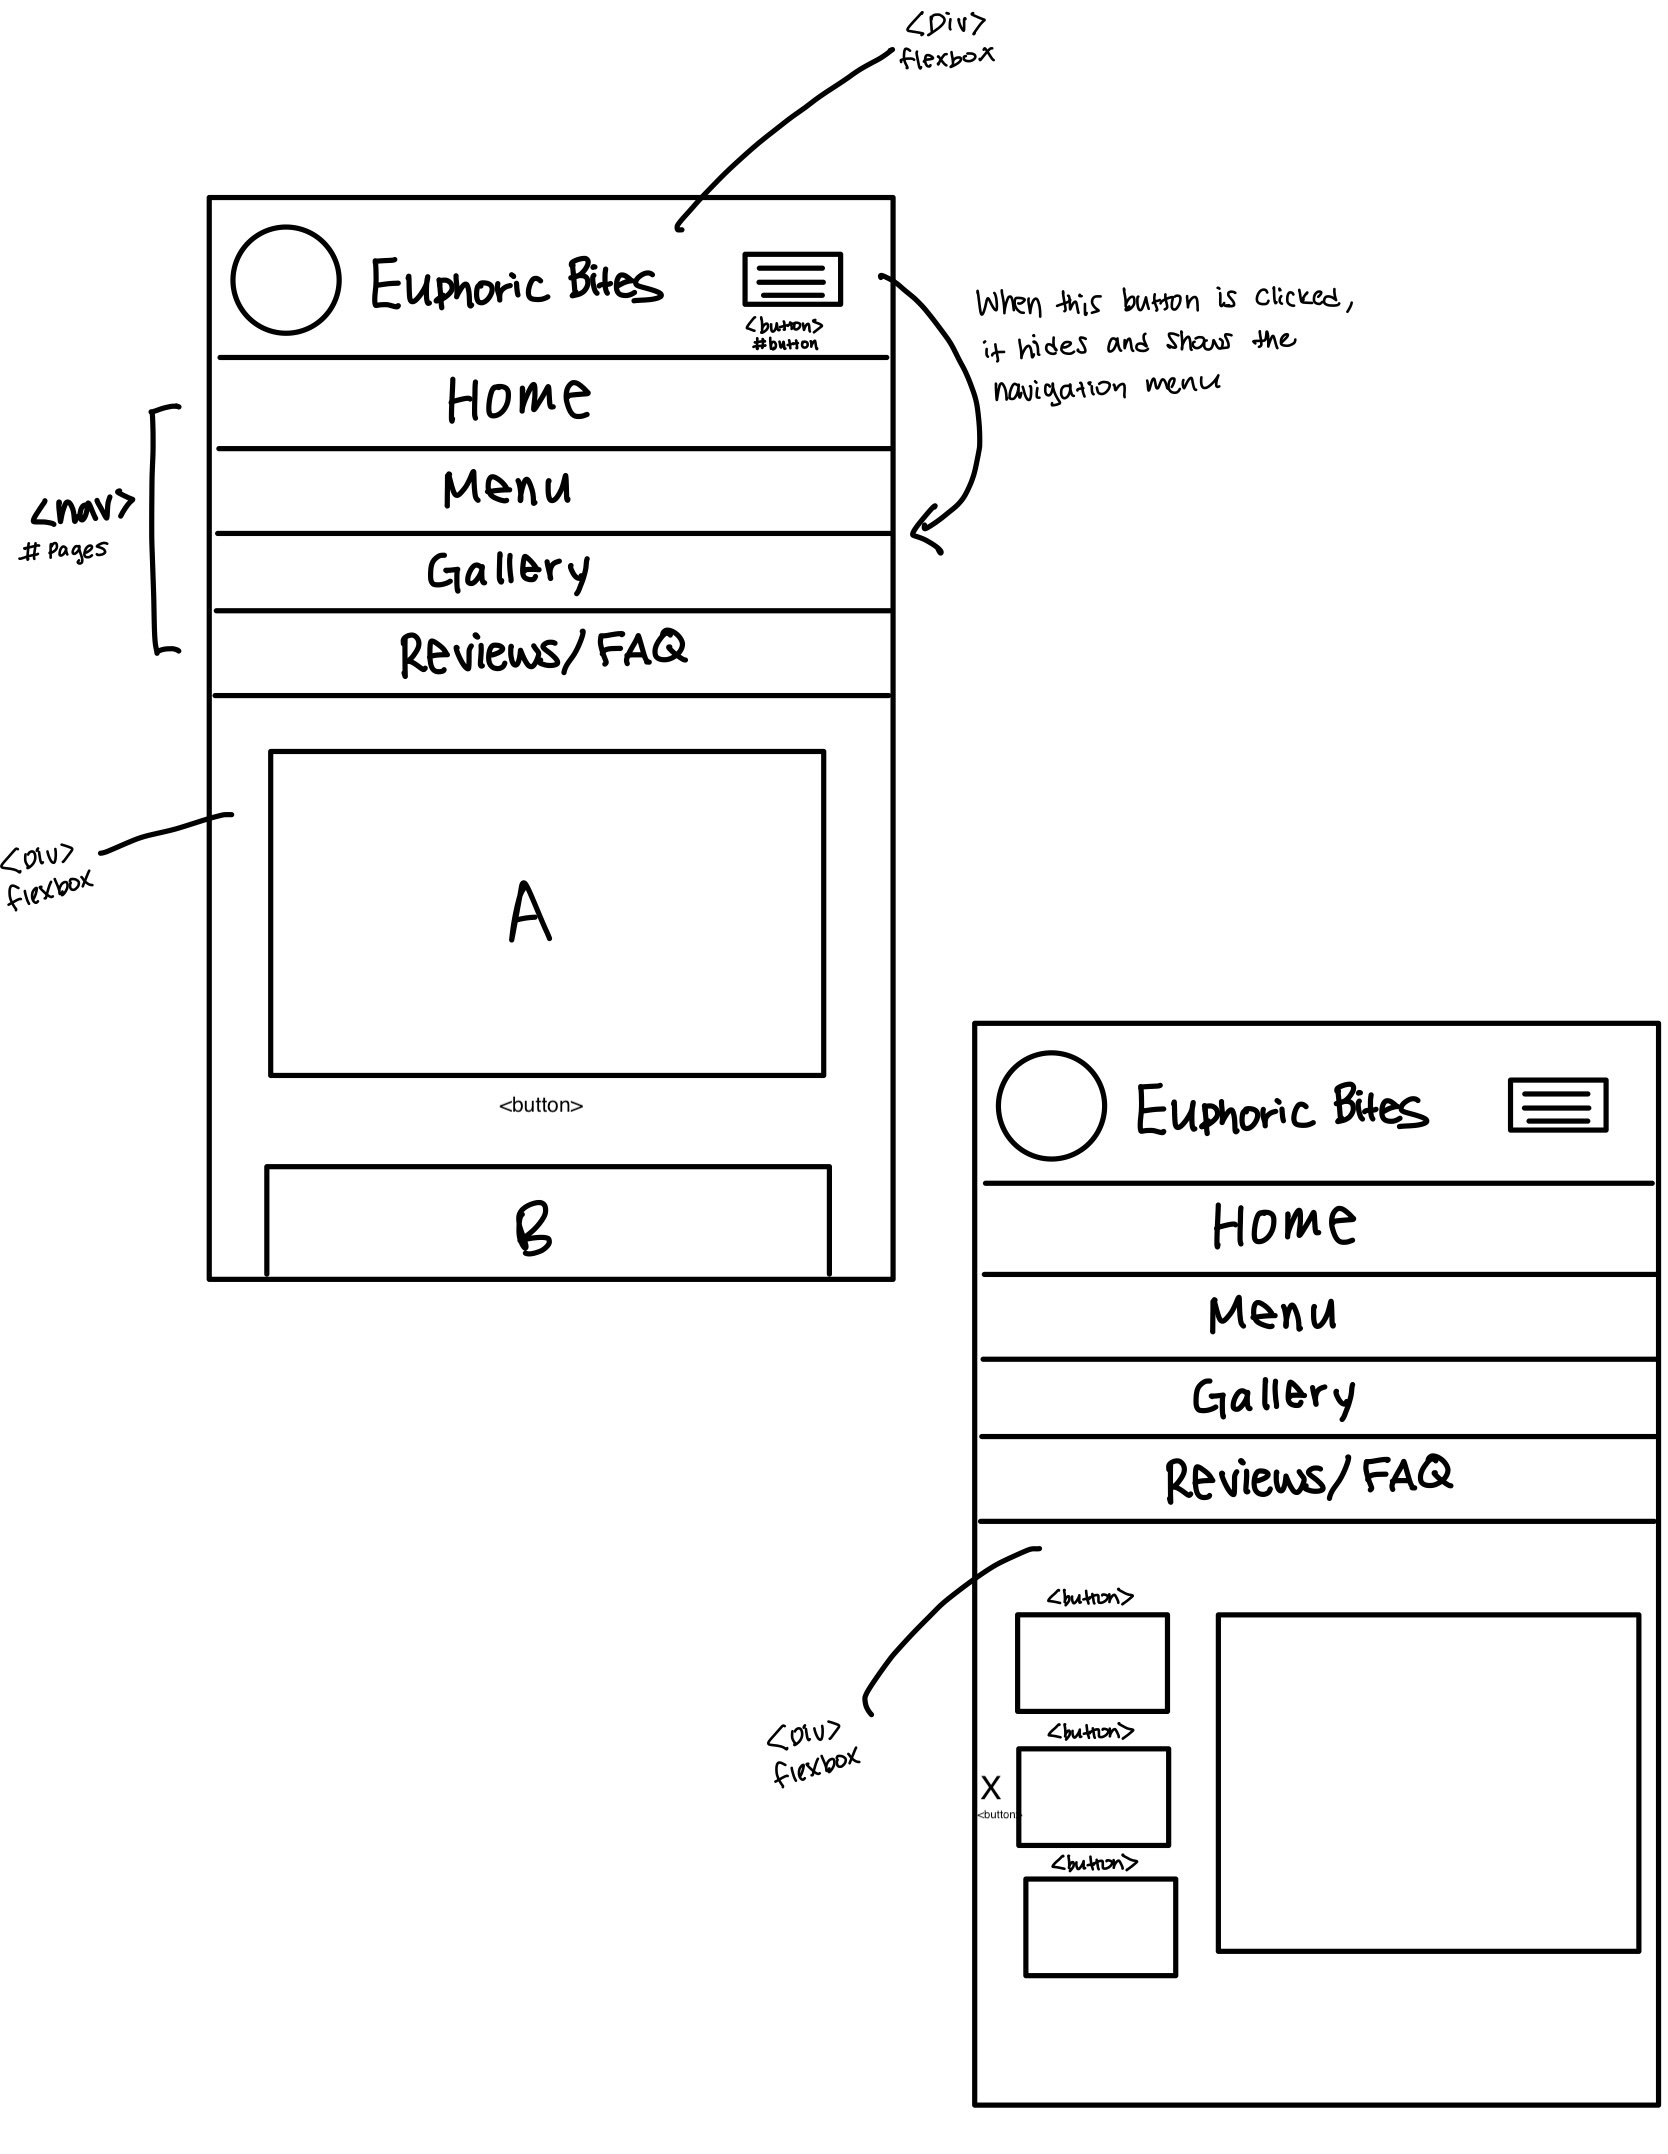 <Div>
flexbox
Euphoric Bites
<button>
#button
When this button is clicked,
it hides and shows the
navigation menu
Home
Menu
Gallery
Reviews/FAQ
<nav>
# Pages
<Div>
flexbox
A
<button>
B
Euphoric Bites
Home
Menu
Gallery
Reviews/FAQ
<Div>
flexbox
<button>
<button>
X
<button>
<button>